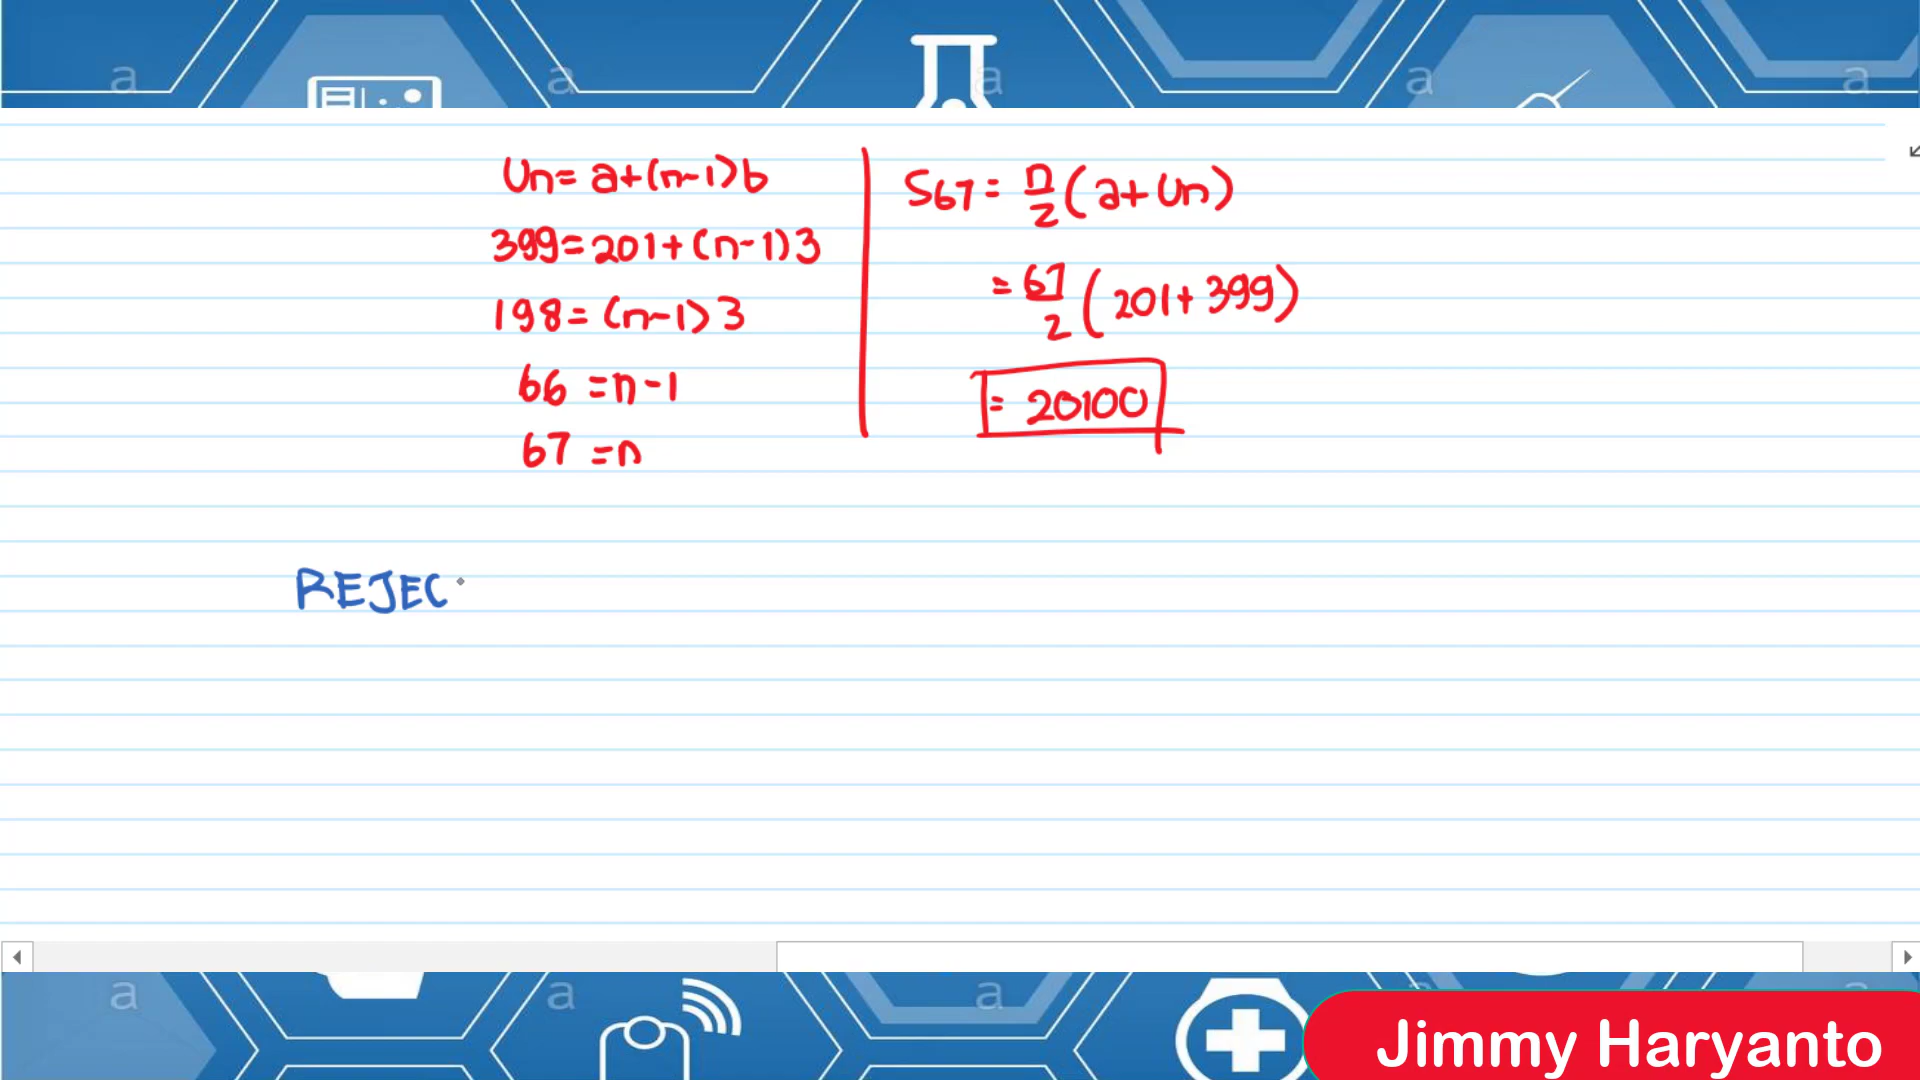 Un = a+(n-1)b
399 = 201+(n-1)3
198 = (n-1)3
66 = n-1
67 = n
S67 = n/2 (a+Un)
= 67/2 (201+399)
= 20100
REJEC
a a a a a
a a a a a
Jimmy Haryanto